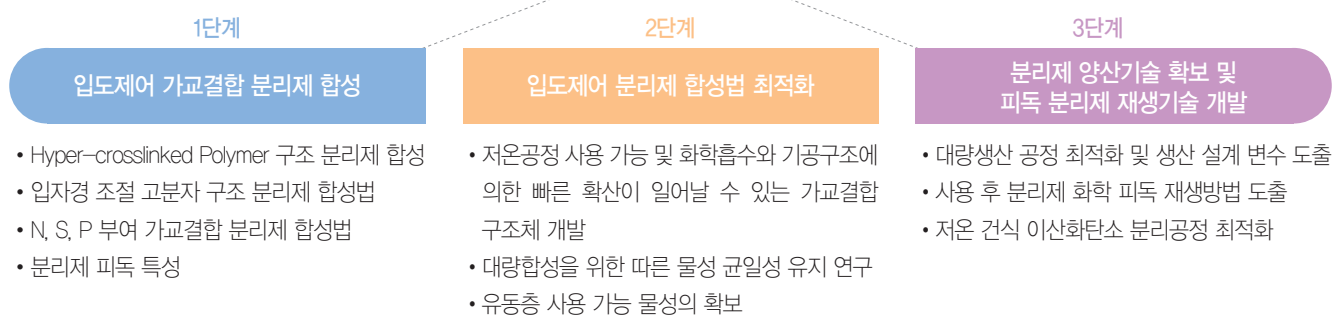 1단계
입도제어 가교결합 분리제 합성
• Hyper-crosslinked Polymer 구조 분리제 합성
• 입자경 조절 고분자 구조 분리제 합성법
• N, S, P 부여 가교결합 분리제 합성법
• 분리제 피독 특성
2단계
입도제어 분리제 합성법 최적화
• 저온공정 사용 가능 및 화학흡수와 기공구조에
의한 빠른 확산이 일어날 수 있는 가교결합
구조체 개발
• 대량합성을 위한 따른 물성 균일성 유지 연구
• 유동층 사용 가능 물성의 확보
3단계
분리제 양산기술 확보 및
피독 분리제 재생기술 개발
• 대량생산 공정 최적화 및 생산 설계 변수 도출
• 사용 후 분리제 화학 피독 재생방법 도출
• 저온 건식 이산화탄소 분리공정 최적화